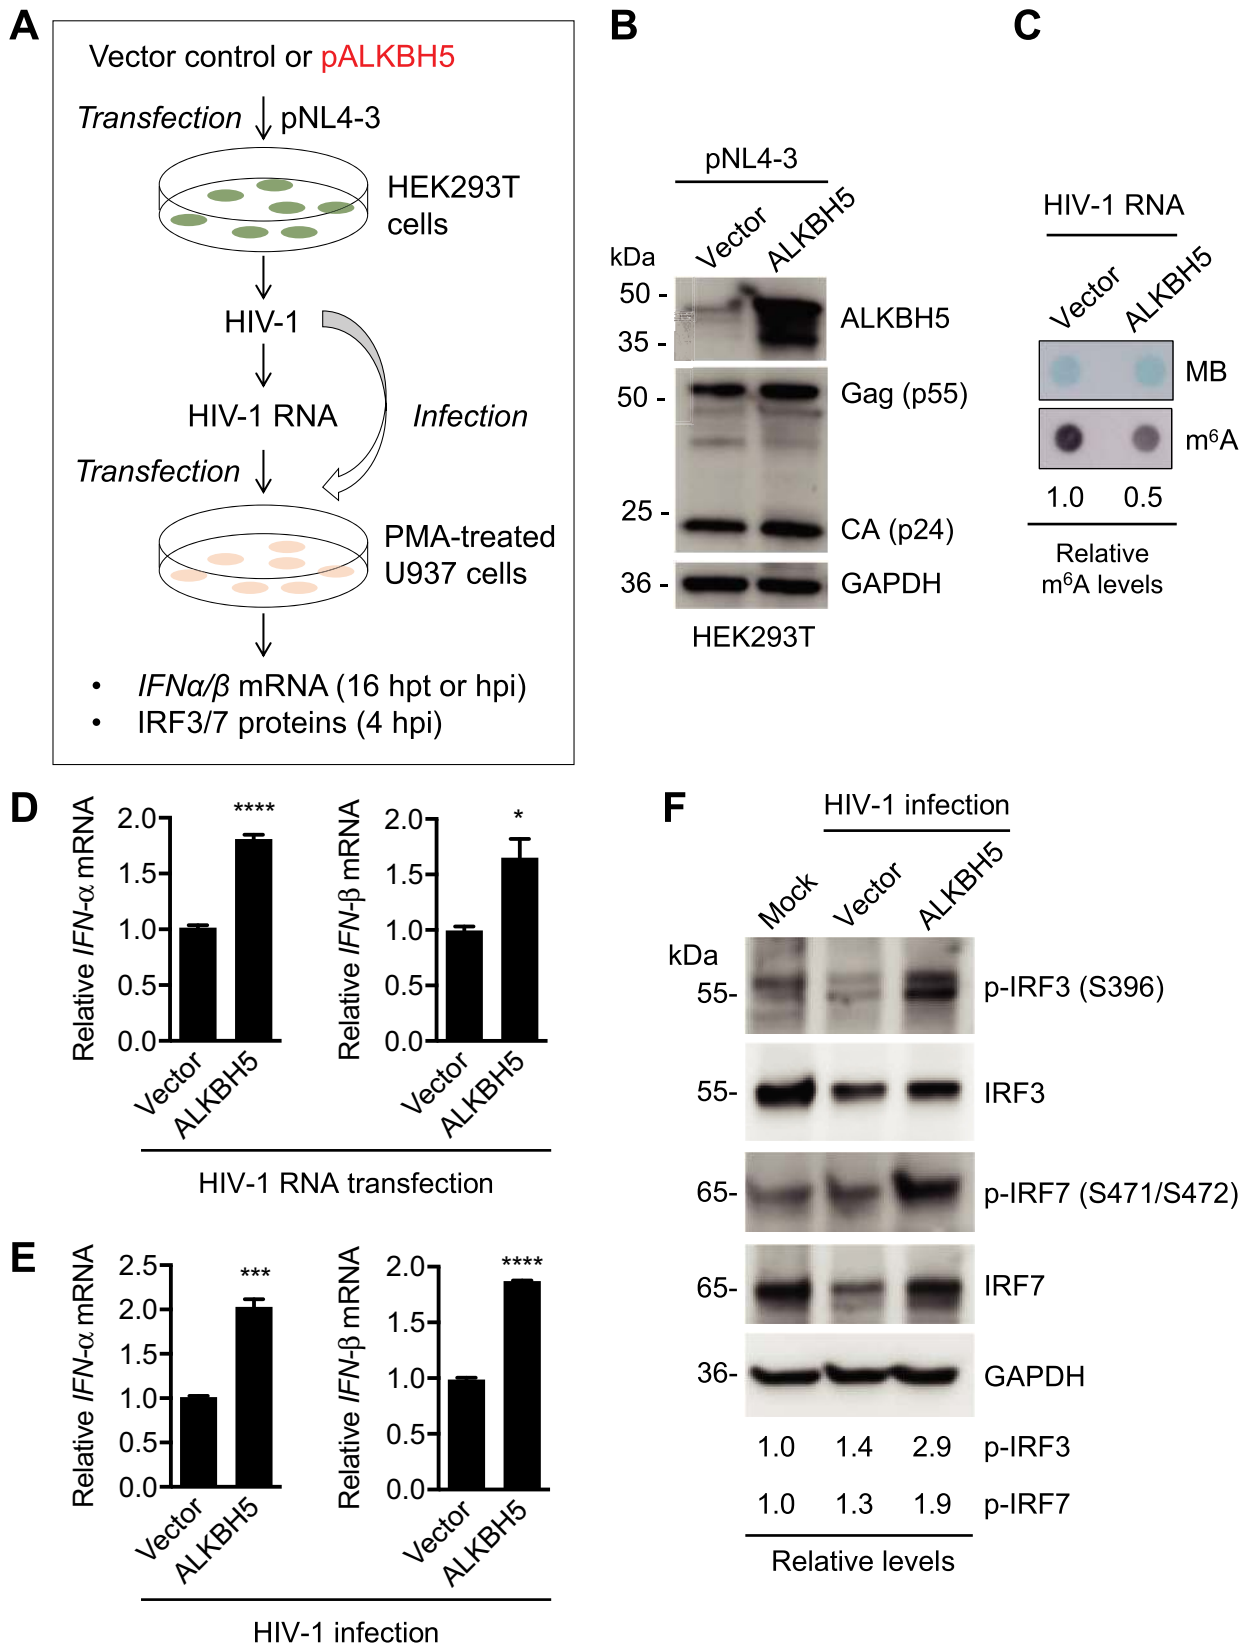 A
Vector control or pALKBH5
Transfection pNL4-3
HEK293T
cells
HIV-1
HIV-1 RNA
Infection
Transfection
PMA-treated
U937 cells
• IFNα/β mRNA (16 hpt or hpi)
• IRF3/7 proteins (4 hpi)
B
pNL4-3
Vector
ALKBH5
kDa
50 -
35 -
ALKBH5
50 -
Gag (p55)
25 -
CA (p24)
36 -
GAPDH
HEK293T
C
HIV-1 RNA
Vector
ALKBH5
MB
m⁶A
1.0 0.5
Relative
m⁶A levels
D
Relative IFN-α mRNA
2.0
1.5
1.0
0.5
0.0
****
Vector
ALKBH5
Relative IFN-β mRNA
2.0
1.5
1.0
0.5
0.0
*
Vector
ALKBH5
HIV-1 RNA transfection
E
Relative IFN-α mRNA
2.5
2.0
1.5
1.0
0.5
0.0
***
Vector
ALKBH5
Relative IFN-β mRNA
2.0
1.5
1.0
0.5
0.0
****
Vector
ALKBH5
HIV-1 infection
F
HIV-1 infection
Mock
Vector
ALKBH5
kDa
55-
p-IRF3 (S396)
55-
IRF3
65-
p-IRF7 (S471/S472)
65-
IRF7
36-
GAPDH
1.0 1.4 2.9 p-IRF3
1.0 1.3 1.9 p-IRF7
Relative levels